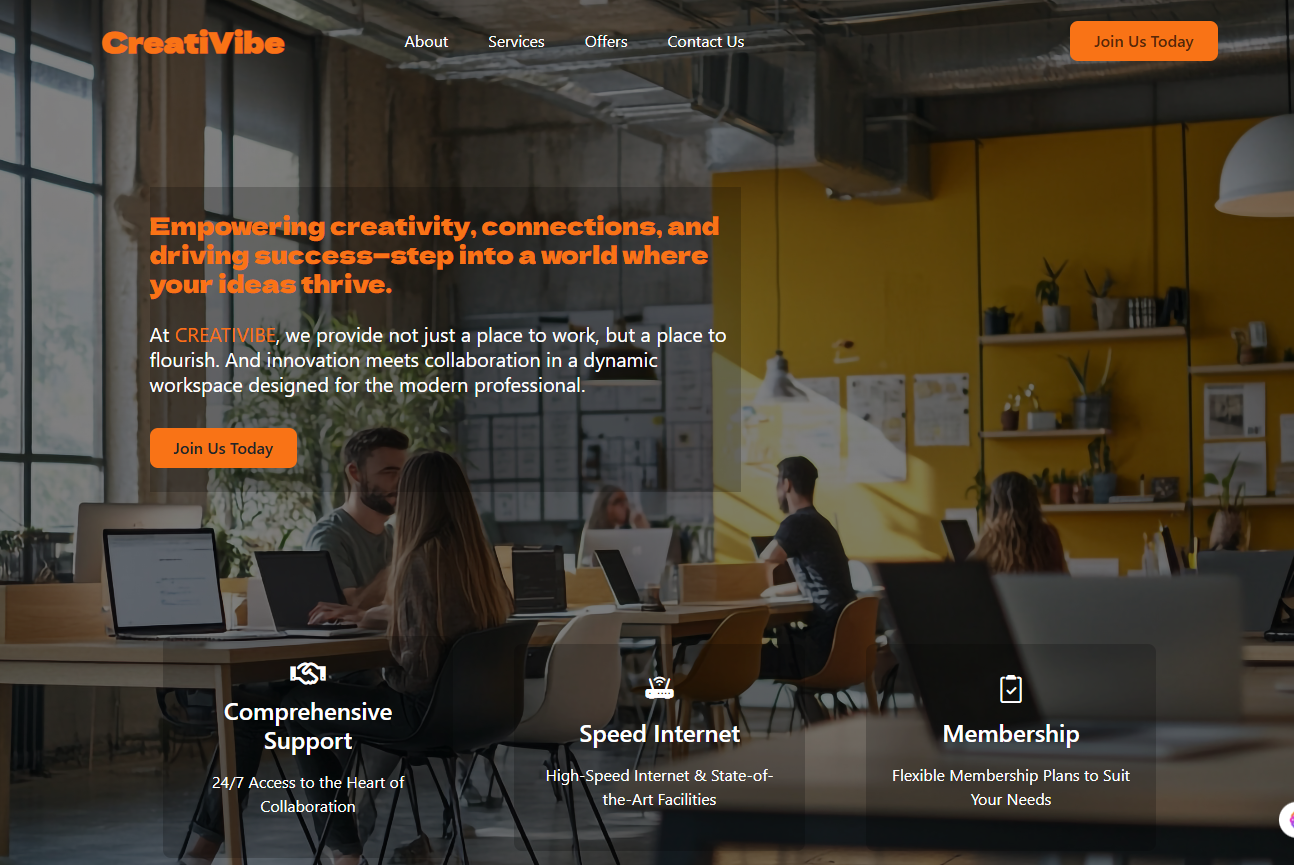 CreatiVibe
About
Services
Offers
Contact Us
Join Us Today
Empowering creativity, connections, and
driving success—step into a world where
your ideas thrive.
At CREATIVIBE, we provide not just a place to work, but a place to
flourish. And innovation meets collaboration in a dynamic
workspace designed for the modern professional.
Join Us Today
Comprehensive
Support
24/7 Access to the Heart of
Collaboration
Speed Internet
High-Speed Internet & State-of-
the-Art Facilities
Membership
Flexible Membership Plans to Suit
Your Needs